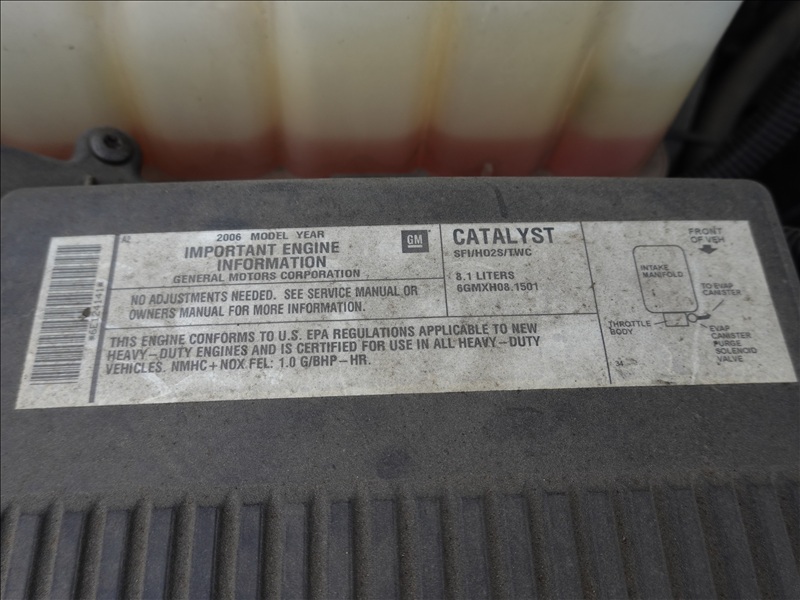 *6E1241414*
2006 MODEL YEAR
IMPORTANT ENGINE
INFORMATION
GENERAL MOTORS CORPORATION
GM
NO ADJUSTMENTS NEEDED. SEE SERVICE MANUAL OR
OWNERS MANUAL FOR MORE INFORMATION.
CATALYST
SFI/HO2S/TWC
8.1 LITERS
6GMXH08.1501
THIS ENGINE CONFORMS TO U.S. EPA REGULATIONS APPLICABLE TO NEW
HEAVY-DUTY ENGINES AND IS CERTIFIED FOR USE IN ALL HEAVY-DUTY
VEHICLES. NMHC+NOX FEL: 1.0 G/BHP-HR.
FRONT
OF VEH
INTAKE
MANIFOLD
TO EVAP
CANISTER
THROTTLE
BODY
EVAP
CANISTER
PURGE
SOLENOID
VALVE